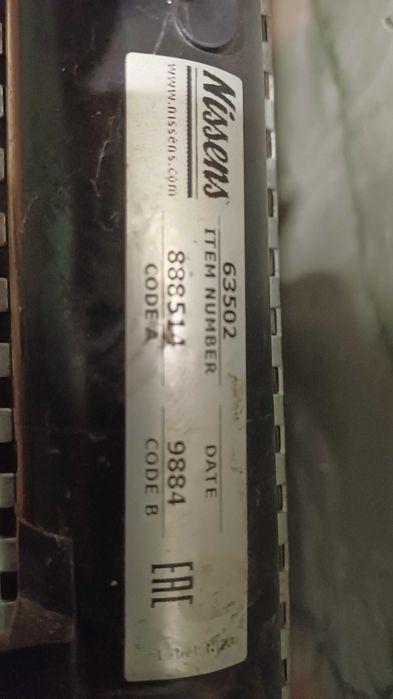 Nissens
www.nissens.com
63502
ITEM NUMBER
DATE
888511
CODE A
9884
CODE B
EAC